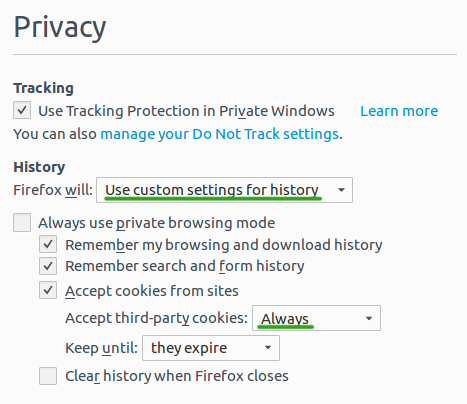 Privacy
Tracking
Use Tracking Protection in Private Windows Learn more
You can also manage your Do Not Track settings.
History
Firefox will: Use custom settings for history
Always use private browsing mode
Remember my browsing and download history
Remember search and form history
Accept cookies from sites
Accept third-party cookies: Always
Keep until: they expire
Clear history when Firefox closes